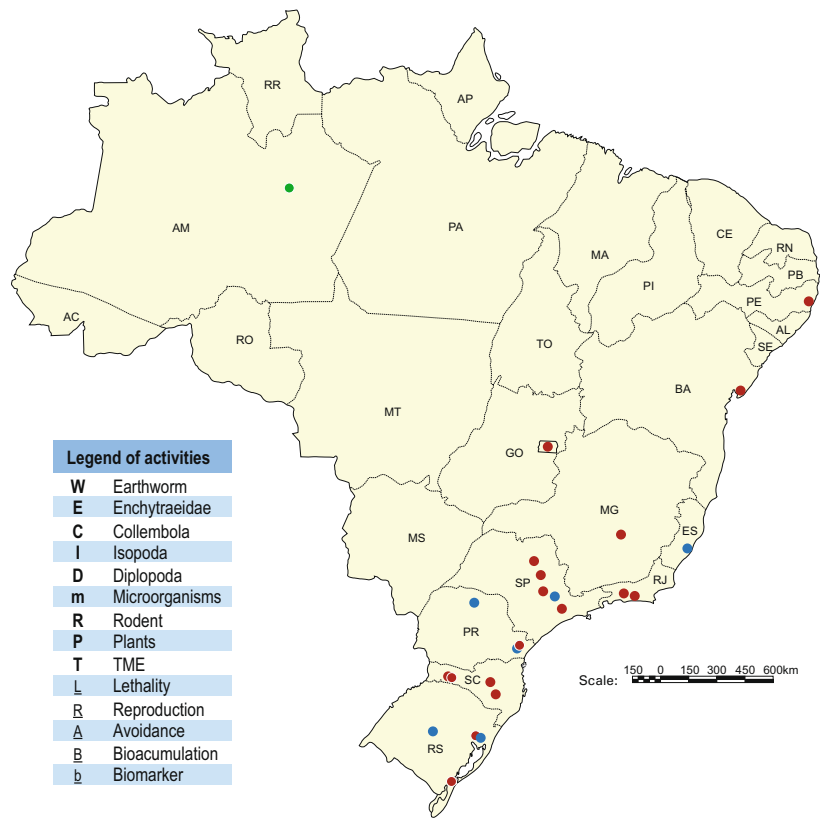 RR
AP
AM
PA
CE
MA
RN
PI
PB
PE
AC
AL
RO
TO
SE
BA
MT
GO
Legend of activities
W Earthworm
E Enchytraeidae
C Collembola
I Isopoda
D Diplopoda
m Microorganisms
R Rodent
P Plants
T TME
L Lethality
R Reproduction
A Avoidance
B Bioacumulation
b Biomarker
MG
ES
MS
SP
RJ
PR
SC
RS
150 0 150 300 450 600km
Scale: